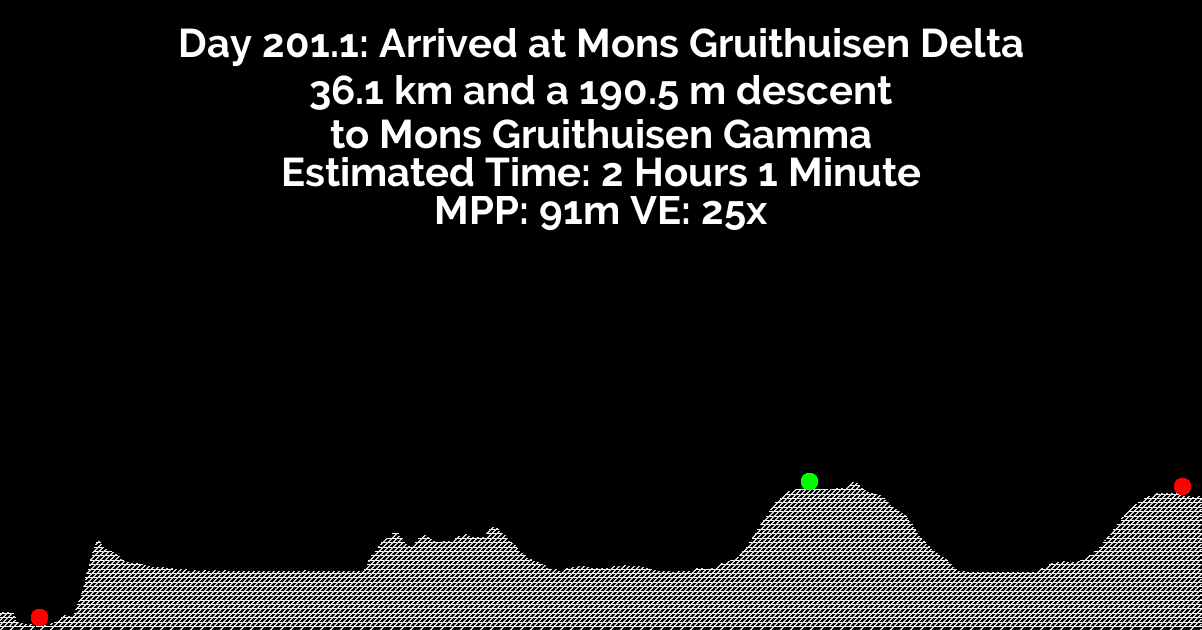 Day 201.1: Arrived at Mons Gruithuisen Delta
36.1 km and a 190.5 m descent
to Mons Gruithuisen Gamma
Estimated Time: 2 Hours 1 Minute
MPP: 91m VE: 25x